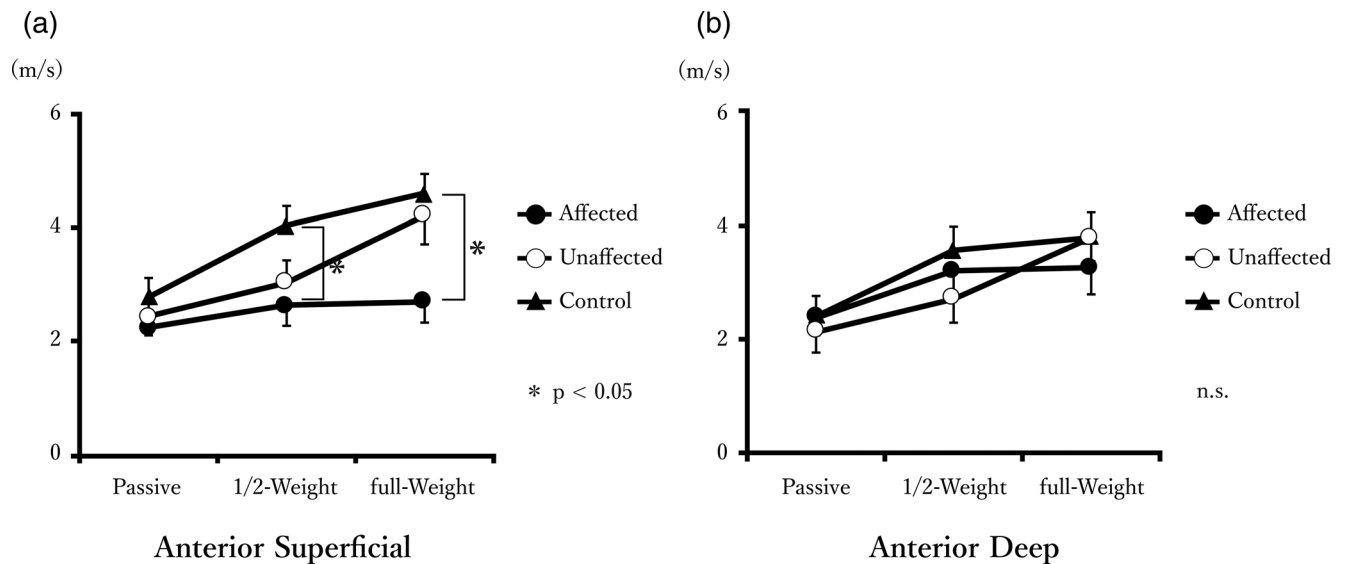 (a)
(m/s)
6
4
2
0
*
*
Passive 1/2-Weight full-Weight
Anterior Superficial
Affected
Unaffected
Control
* p < 0.05
(b)
(m/s)
6
4
2
0
Passive 1/2-Weight full-Weight
Anterior Deep
Affected
Unaffected
Control
n.s.